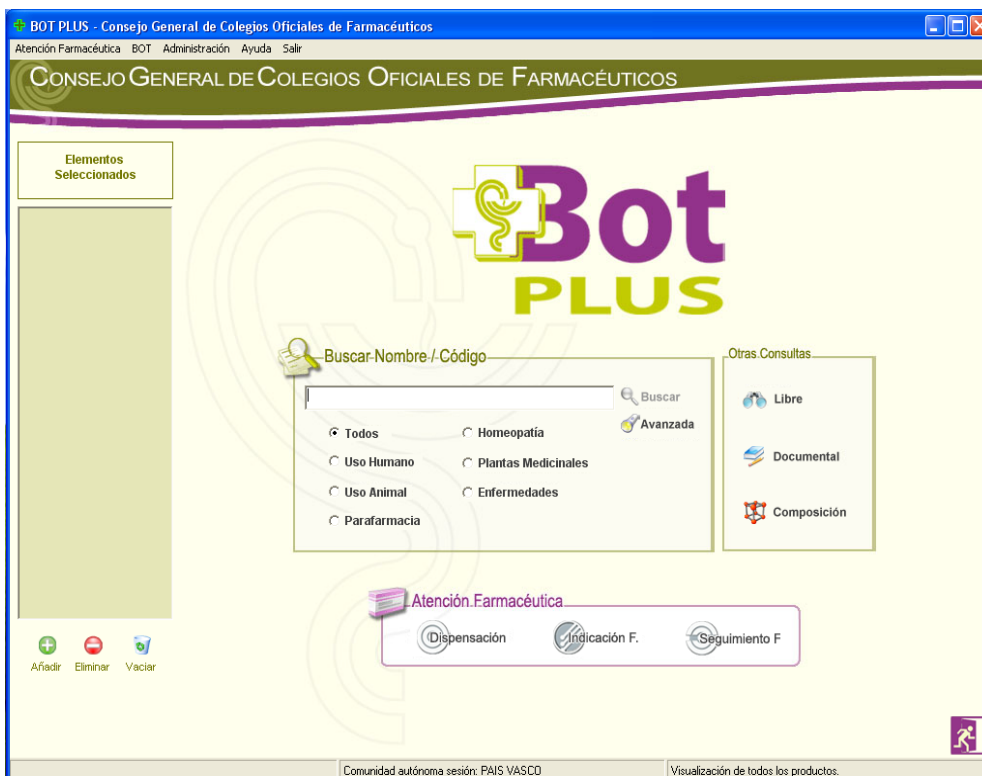 BOT PLUS - Consejo General de Colegios Oficiales de Farmacéuticos
Atención Farmacéutica BOT Administración Ayuda Salir
CONSEJO GENERAL DE COLEGIOS OFICIALES DE FARMACÉUTICOS
Elementos
Seleccionados
Bot
PLUS
Buscar Nombre / Código
Buscar
Avanzada
Todos
Homeopatía
Uso Humano
Plantas Medicinales
Uso Animal
Enfermedades
Parafarmacia
Otras Consultas
Libre
Documental
Composición
Atención Farmacéutica
Dispensación
Indicación F.
Seguimiento F
Añadir Eliminar Vaciar
Comunidad autónoma sesión: PAIS VASCO
Visualización de todos los productos.